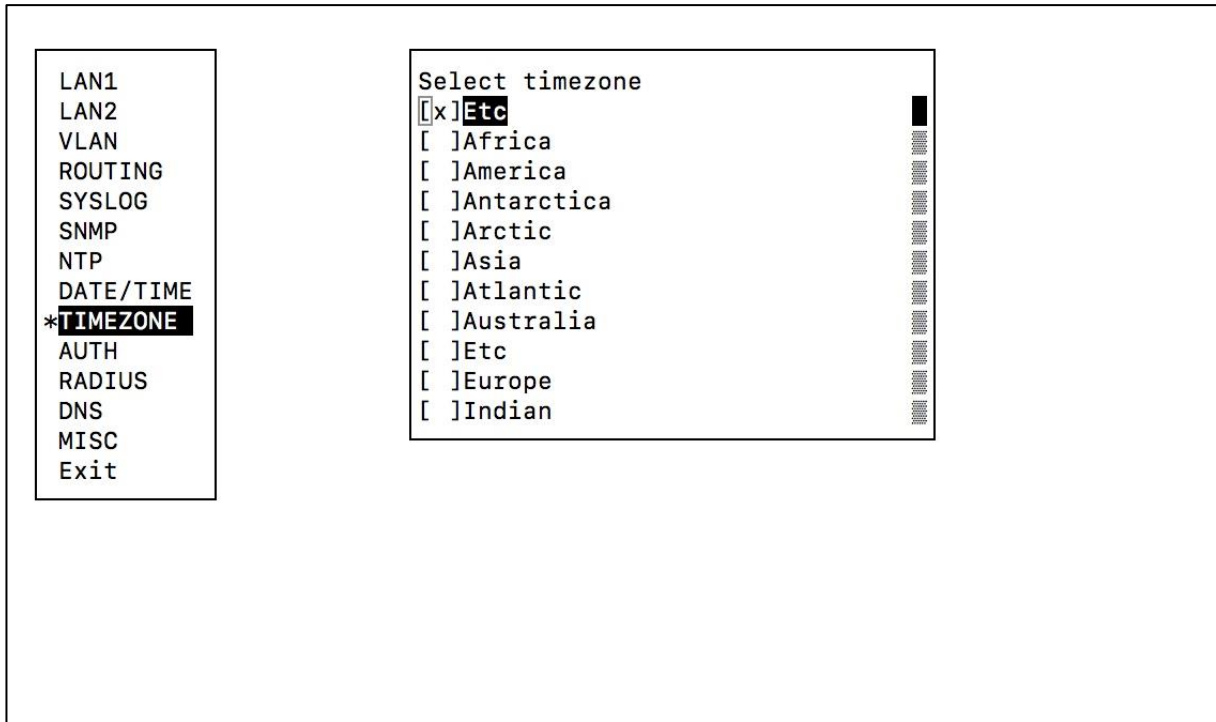 LAN1
LAN2
VLAN
ROUTING
SYSLOG
SNMP
NTP
DATE/TIME
*TIMEZONE
AUTH
RADIUS
DNS
MISC
Exit
Select timezone
[x]Etc
[ ]Africa
[ ]America
[ ]Antarctica
[ ]Arctic
[ ]Asia
[ ]Atlantic
[ ]Australia
[ ]Etc
[ ]Europe
[ ]Indian